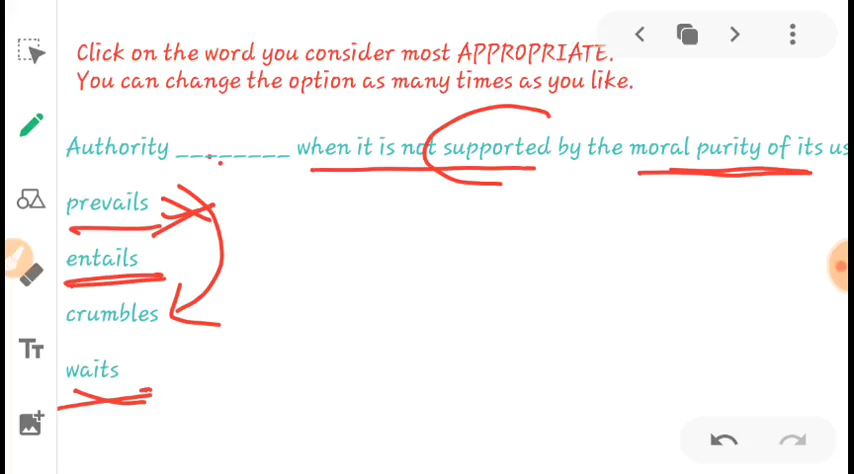 Click on the word you consider most APPROPRIATE.
You can change the option as many times as you like.
Authority ________ when it is not supported by the moral purity of its
prevails
entails
crumbles
waits
TT